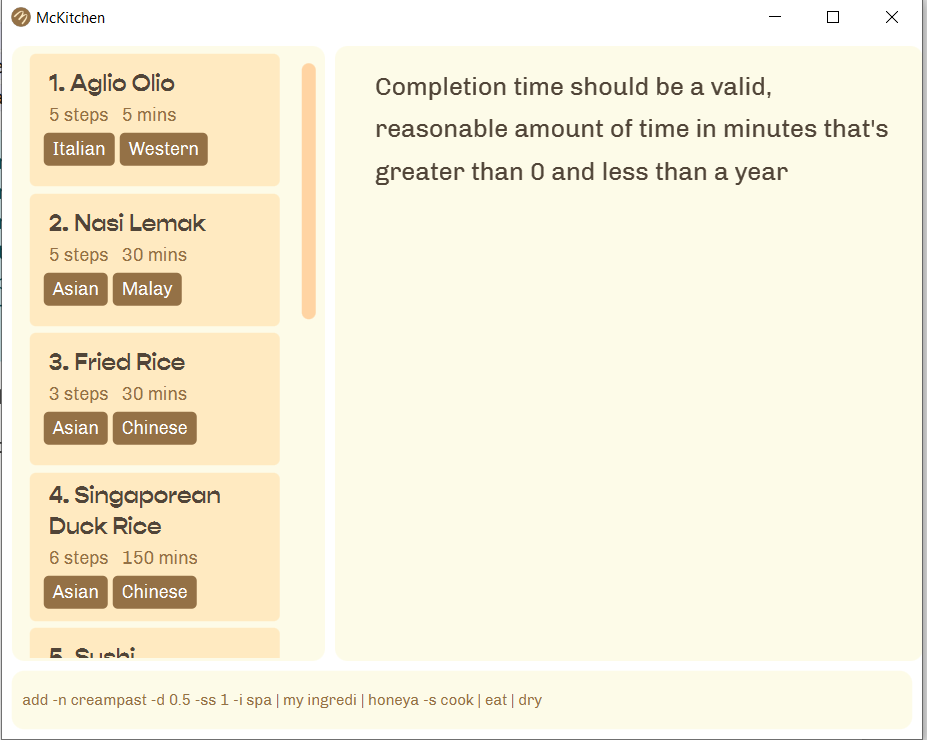 McKitchen
1. Aglio Olio
5 steps 5 mins
Italian Western
2. Nasi Lemak
5 steps 30 mins
Asian Malay
3. Fried Rice
3 steps 30 mins
Asian Chinese
4. Singaporean
Duck Rice
6 steps 150 mins
Asian Chinese
5. Sushi
Completion time should be a valid,
reasonable amount of time in minutes that's
greater than 0 and less than a year
add -n creampast -d 0.5 -ss 1 -i spa | my ingredi | honeya -s cook | eat | dry